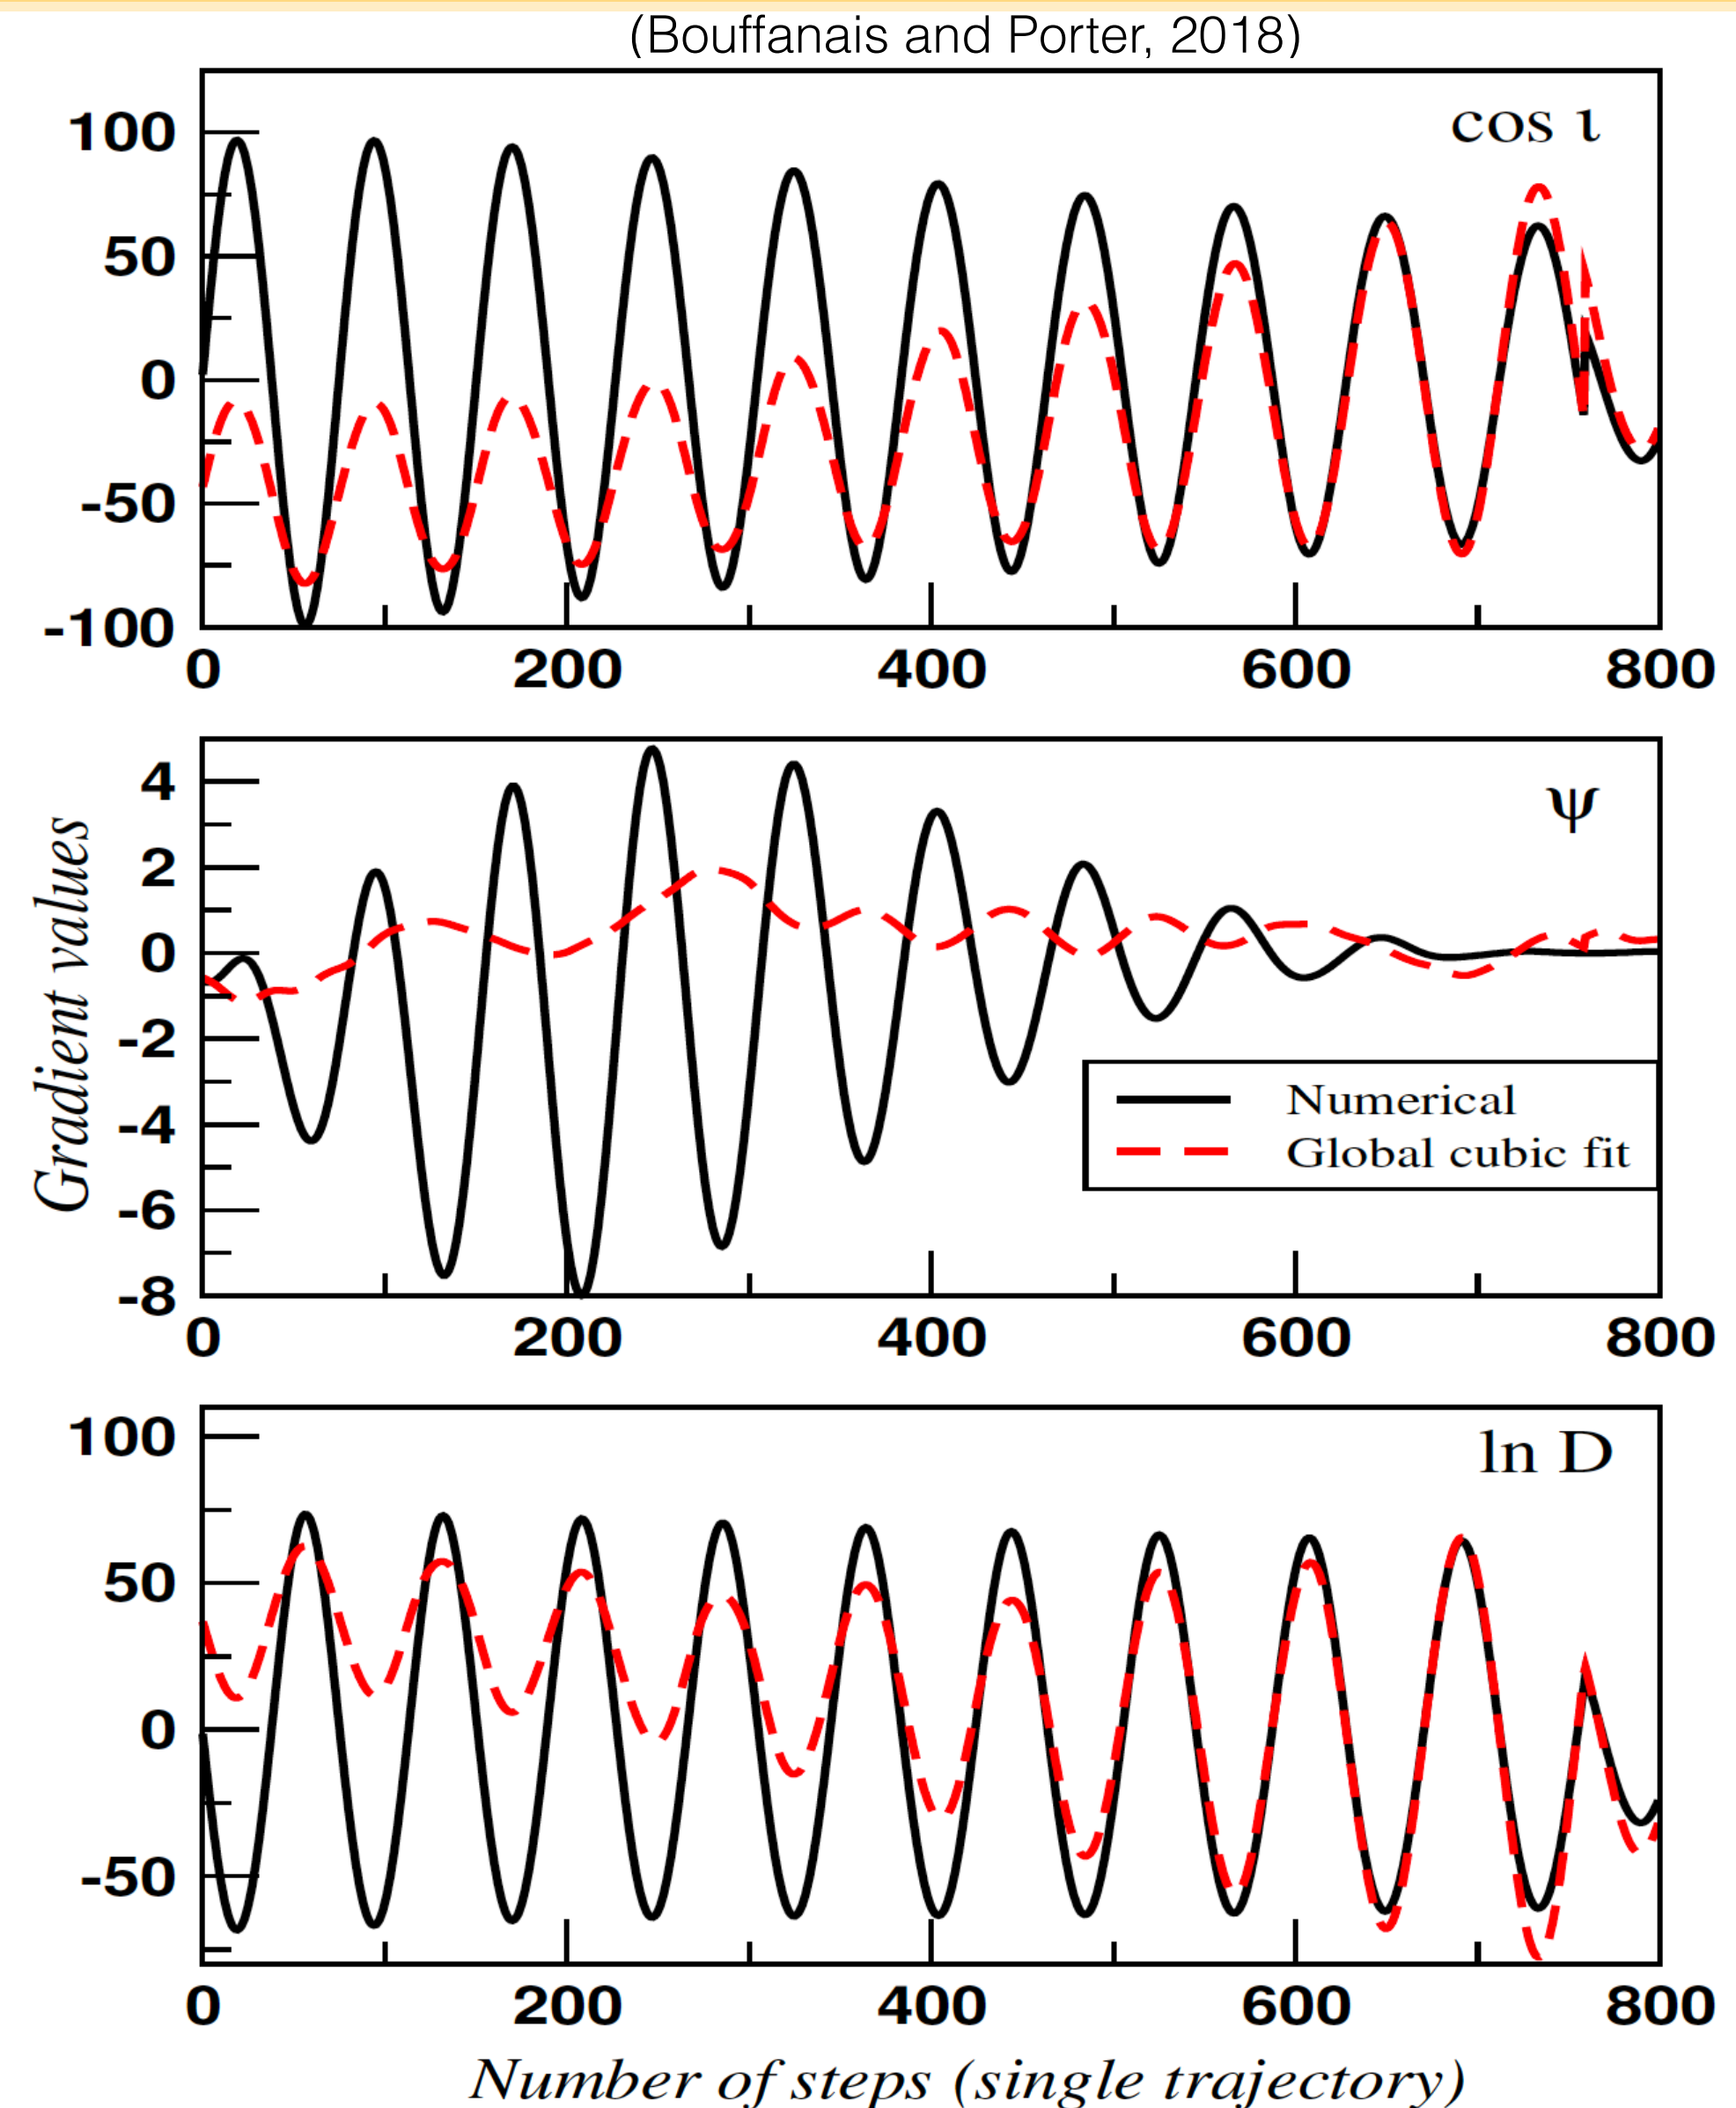 (Bouffanais and Porter, 2018)
cos ι
100
50
0
-50
-100
0 200 400 600 800
Gradient values
ψ
4
2
0
-2
-4
-6
-8
Numerical
Global cubic fit
0 200 400 600 800
ln D
100
50
0
-50
0 200 400 600 800
Number of steps (single trajectory)